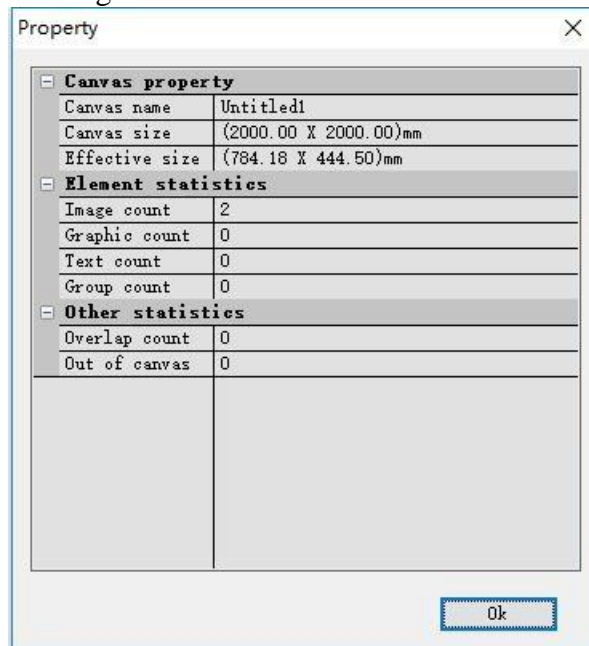 Property
Canvas property
Canvas name Untitled1
Canvas size (2000.00 X 2000.00)mm
Effective size (784.18 X 444.50)mm
Element statistics
Image count 2
Graphic count 0
Text count 0
Group count 0
Other statistics
Overlap count 0
Out of canvas 0
Ok